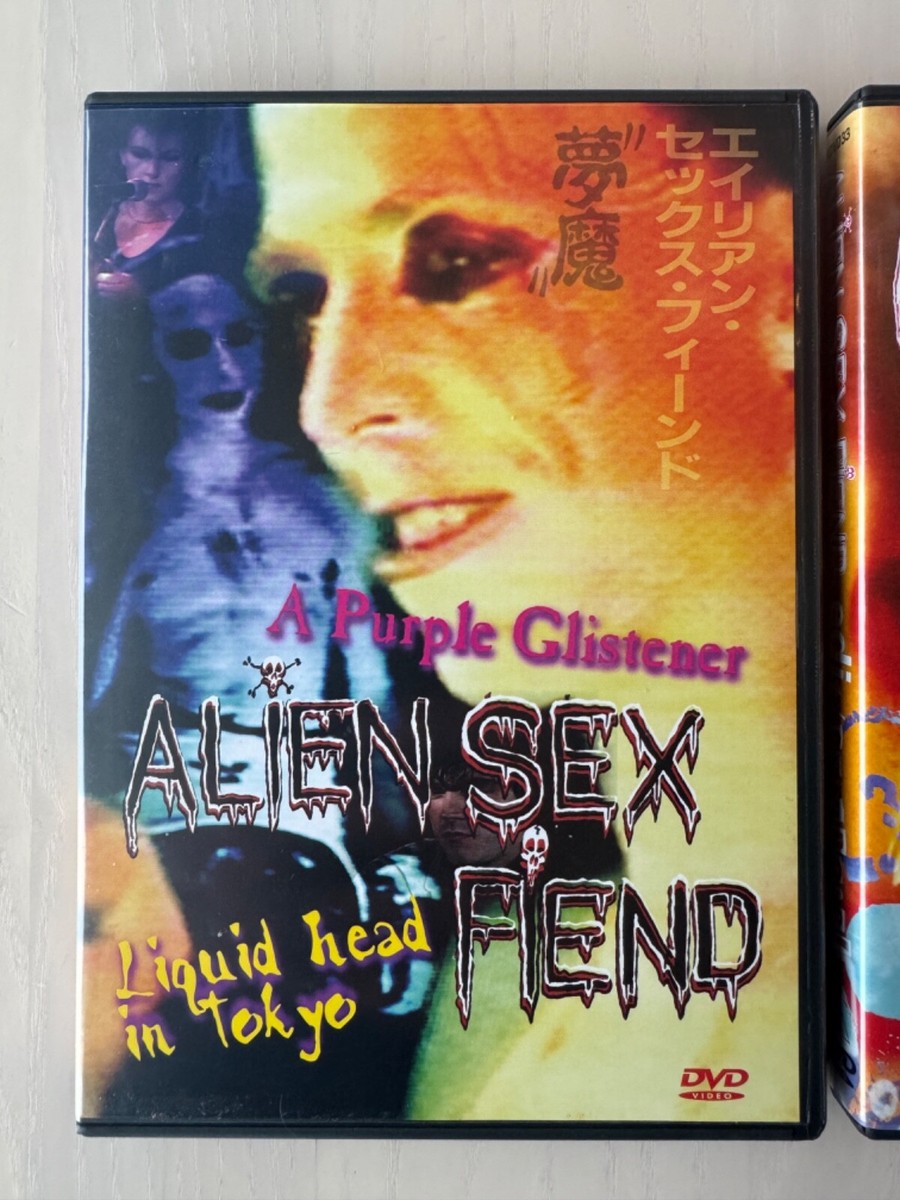 エイリアン・
セックス・フィーンド
"夢魔"
A Purple Glistener
ALIEN SEX
FIEND
Liquid head
in Tokyo
DVD
VIDEO